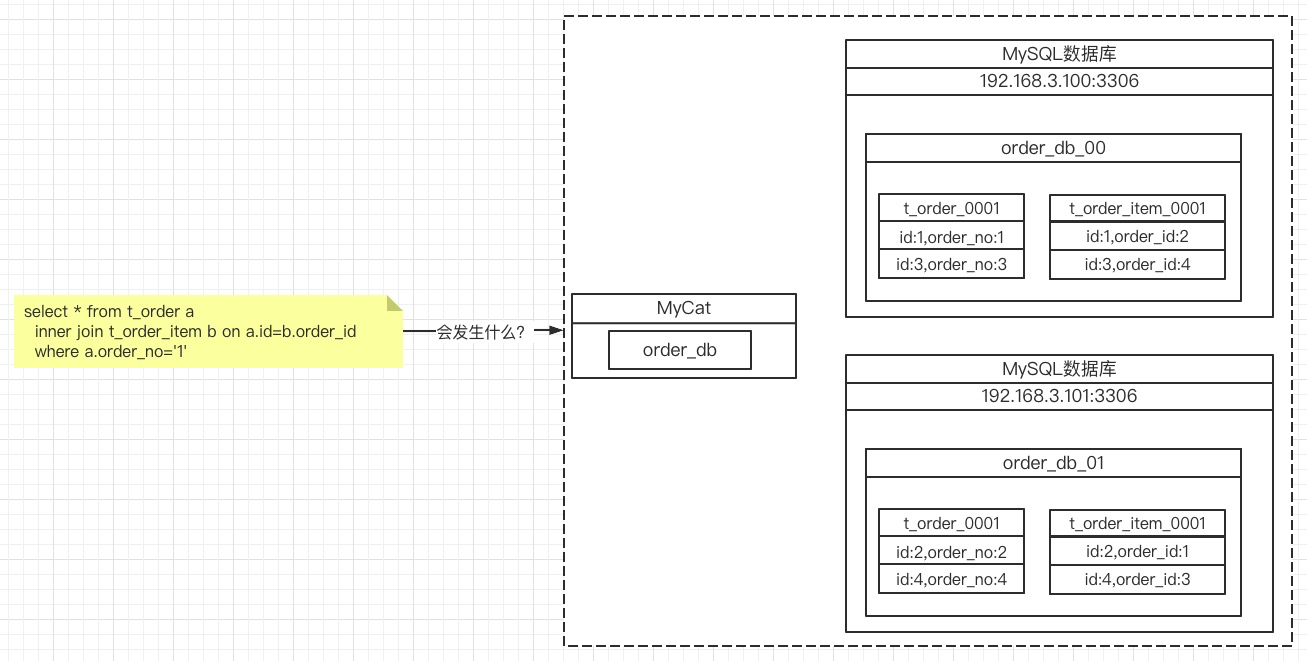 select * from t_order a
inner join t_order_item b on a.id=b.order_id
where a.order_no='1'
会发生什么？
MyCat
order_db
MySQL数据库
192.168.3.100:3306
order_db_00
t_order_0001
id:1,order_no:1
id:3,order_no:3
t_order_item_0001
id:1,order_id:2
id:3,order_id:4
MySQL数据库
192.168.3.101:3306
order_db_01
t_order_0001
id:2,order_no:2
id:4,order_no:4
t_order_item_0001
id:2,order_id:1
id:4,order_id:3